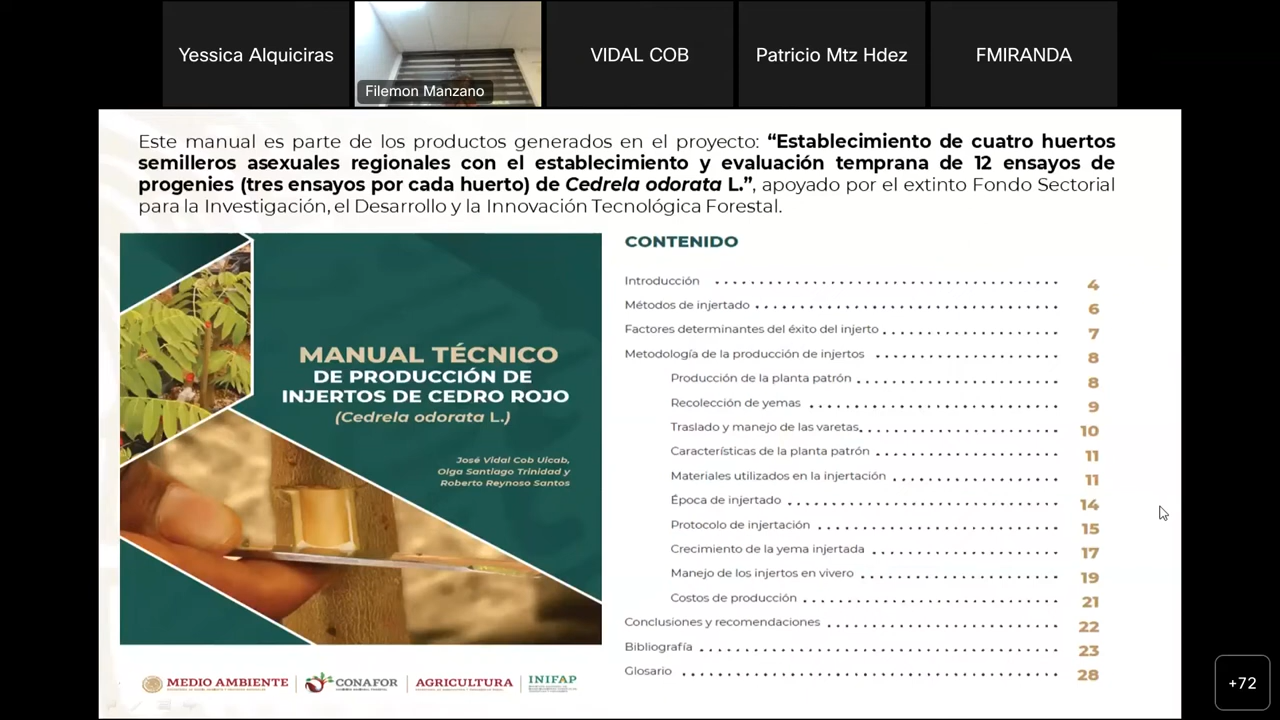 Yessica Alquiciras
Filemon Manzano
VIDAL COB
Patricio Mtz Hdez
FMIRANDA
Este manual es parte de los productos generados en el proyecto: “Establecimiento de cuatro huertos
semilleros asexuales regionales con el establecimiento y evaluación temprana de 12 ensayos de
progenies (tres ensayos por cada huerto) de Cedrela odorata L.”, apoyado por el extinto Fondo Sectorial
para la Investigación, el Desarrollo y la Innovación Tecnológica Forestal.
MANUAL TÉCNICO
DE PRODUCCIÓN DE
INJERTOS DE CEDRO ROJO
(Cedrela odorata L.)
José Vidal Cob Uicab,
Olga Santiago Trinidad y
Roberto Reynoso Santos
CONTENIDO
Introducción 4
Métodos de injertado 6
Factores determinantes del éxito del injerto 7
Metodología de la producción de injertos 8
Producción de la planta patrón 8
Recolección de yemas 9
Traslado y manejo de las varetas. 10
Características de la planta patrón 11
Materiales utilizados en la injertación 11
Época de injertado 14
Protocolo de injertación 15
Crecimiento de la yema injertada 17
Manejo de los injertos en vivero 19
Costos de producción 21
Conclusiones y recomendaciones 22
Bibliografía 23
Glosario 28
MEDIO AMBIENTE
CONAFOR
AGRICULTURA
INIFAP
+72